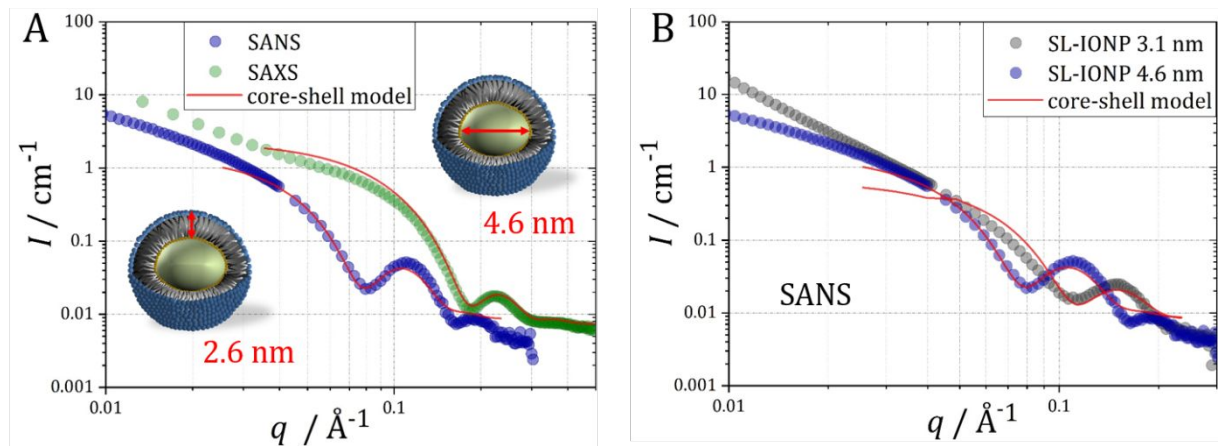 A
SANS
SAXS
core-shell model
4.6 nm
2.6 nm
100
10
1
0.1
0.01
0.001
I / cm⁻¹
0.01
0.1
q / Å⁻¹
B
SL-IONP 3.1 nm
SL-IONP 4.6 nm
core-shell model
SANS
100
10
1
0.1
0.01
0.001
I / cm⁻¹
0.01
0.1
q / Å⁻¹